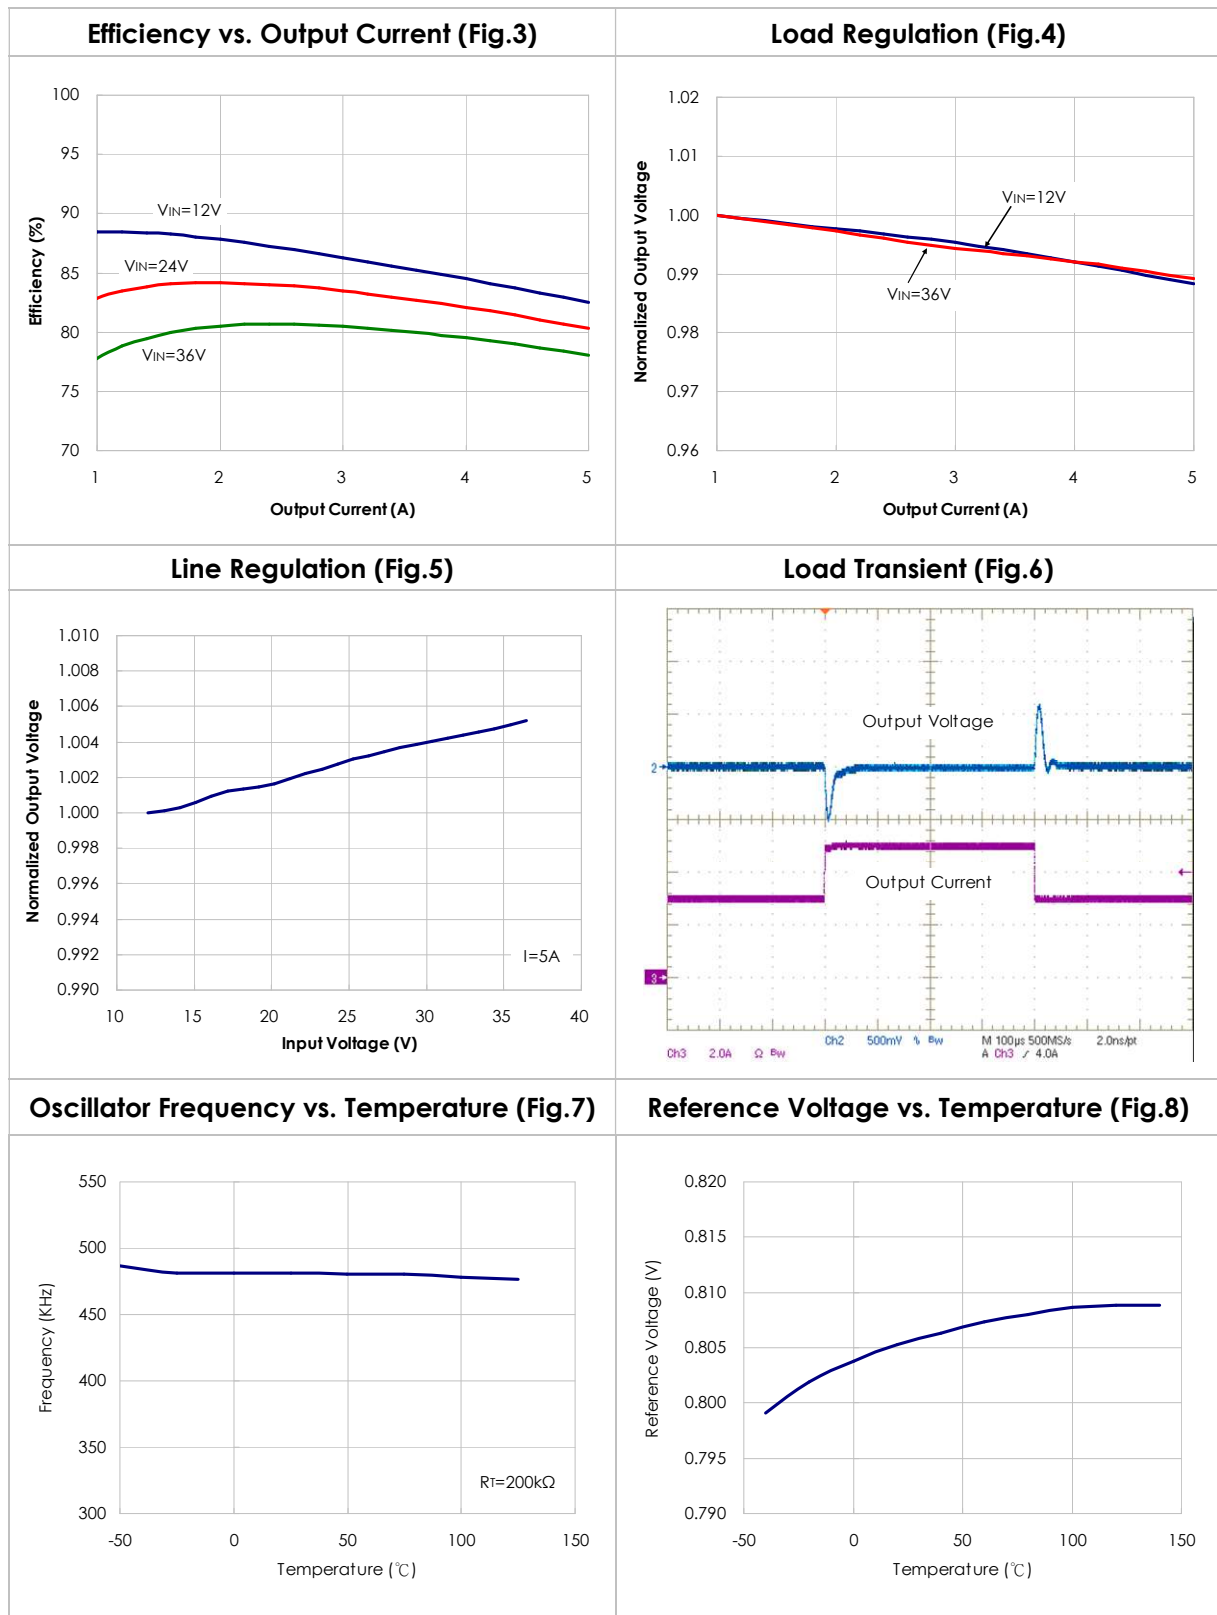 Efficiency vs. Output Current (Fig.3)
Load Regulation (Fig.4)
100
95
90
85
80
75
70
Efficiency (%)
VIN=12V
VIN=24V
VIN=36V
1 2 3 4 5
Output Current (A)
1.02
1.01
1.00
0.99
0.98
0.97
0.96
Normalized Output Voltage
VIN=12V
VIN=36V
1 2 3 4 5
Output Current (A)
Line Regulation (Fig.5)
Load Transient (Fig.6)
1.010
1.008
1.006
1.004
1.002
1.000
0.998
0.996
0.994
0.992
0.990
Normalized Output Voltage
I=5A
10 15 20 25 30 35 40
Input Voltage (V)
Output Voltage
2
Output Current
3
Ch2 500mV ∿ Bw M 100µs 500MS/s 2.0ns/pt
Ch3 2.0A Ω Bw A Ch3 ⁄ 4.0A
Oscillator Frequency vs. Temperature (Fig.7)
Reference Voltage vs. Temperature (Fig.8)
550
500
450
400
350
300
Frequency (KHz)
RT=200kΩ
-50 0 50 100 150
Temperature (℃)
0.820
0.815
0.810
0.805
0.800
0.795
0.790
Reference Voltage (V)
-50 0 50 100 150
Temperature (℃)